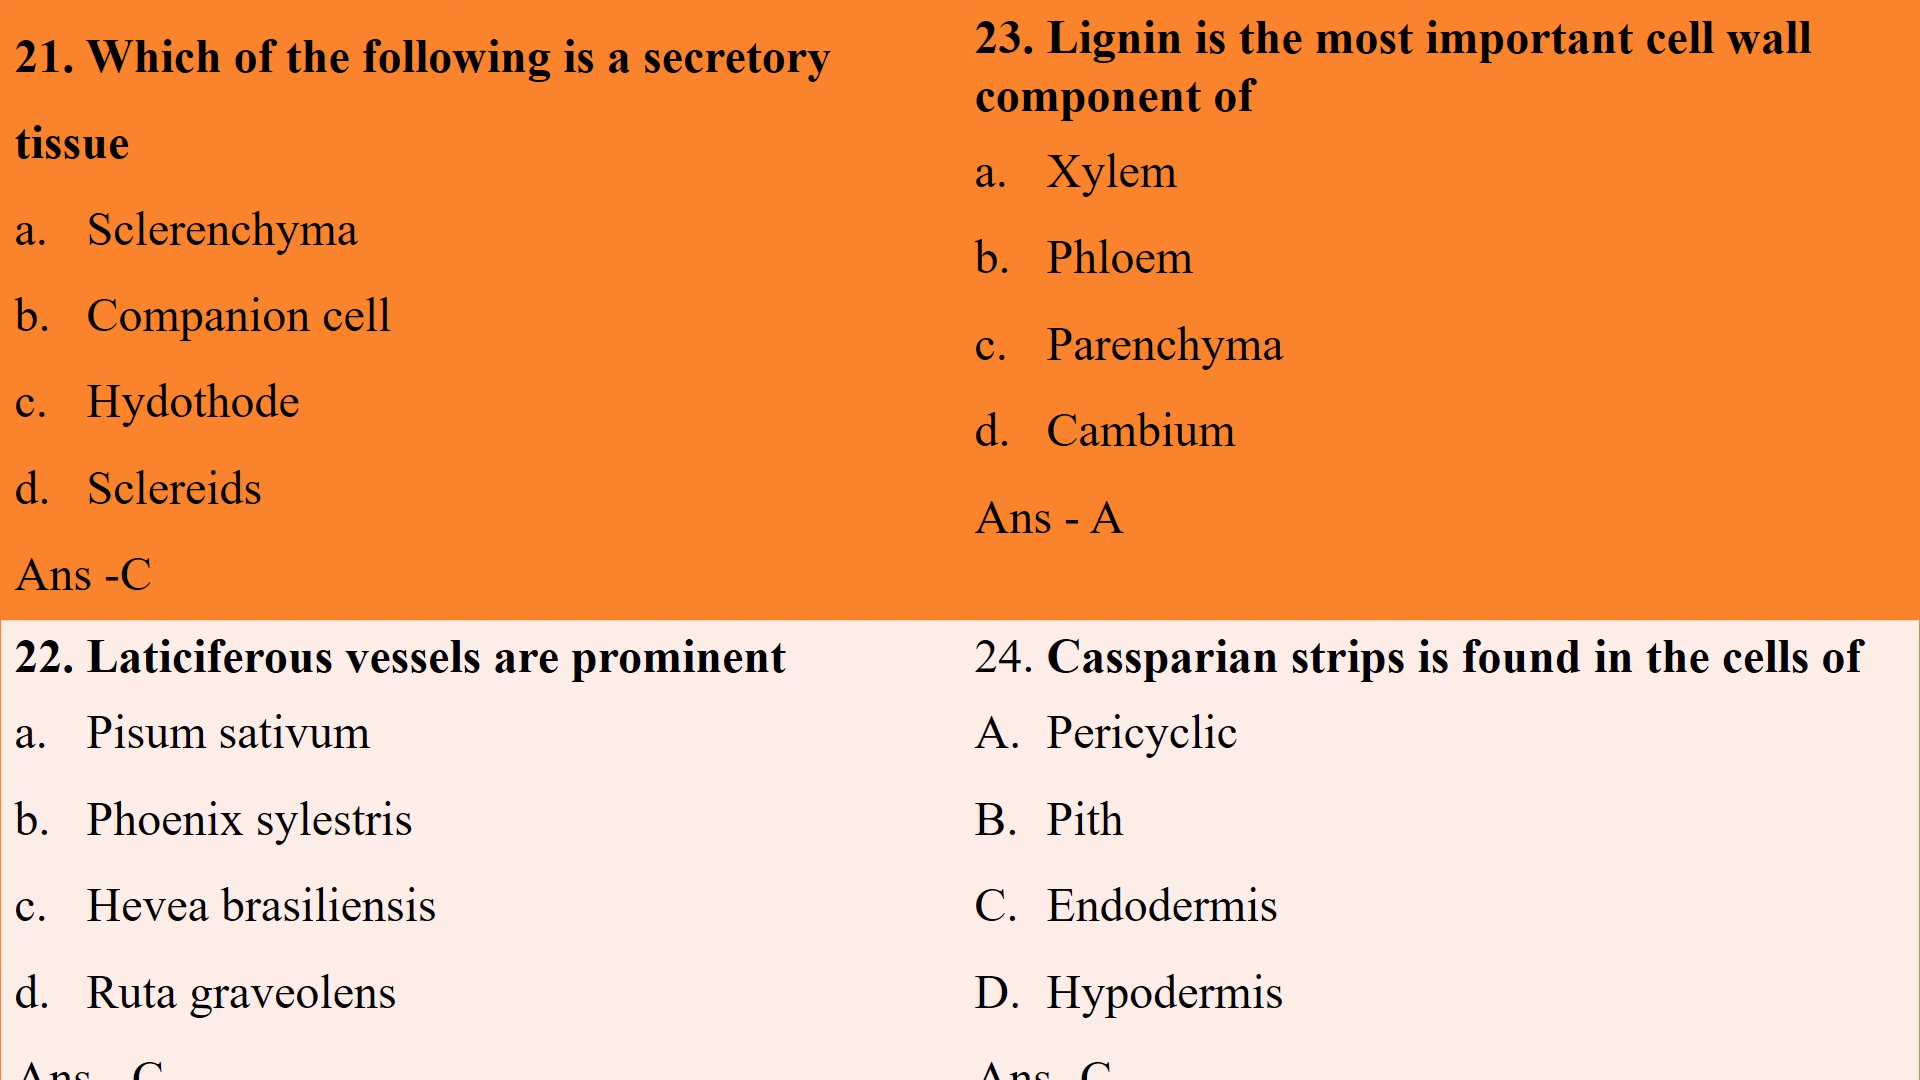 21. Which of the following is a secretory
tissue
a. Sclerenchyma
b. Companion cell
c. Hydothode
d. Sclereids
Ans -C
23. Lignin is the most important cell wall
component of
a. Xylem
b. Phloem
c. Parenchyma
d. Cambium
Ans - A
22. Laticiferous vessels are prominent
a. Pisum sativum
b. Phoenix sylestris
c. Hevea brasiliensis
d. Ruta graveolens
Ans - C
24. Cassparian strips is found in the cells of
A. Pericyclic
B. Pith
C. Endodermis
D. Hypodermis
Ans -C